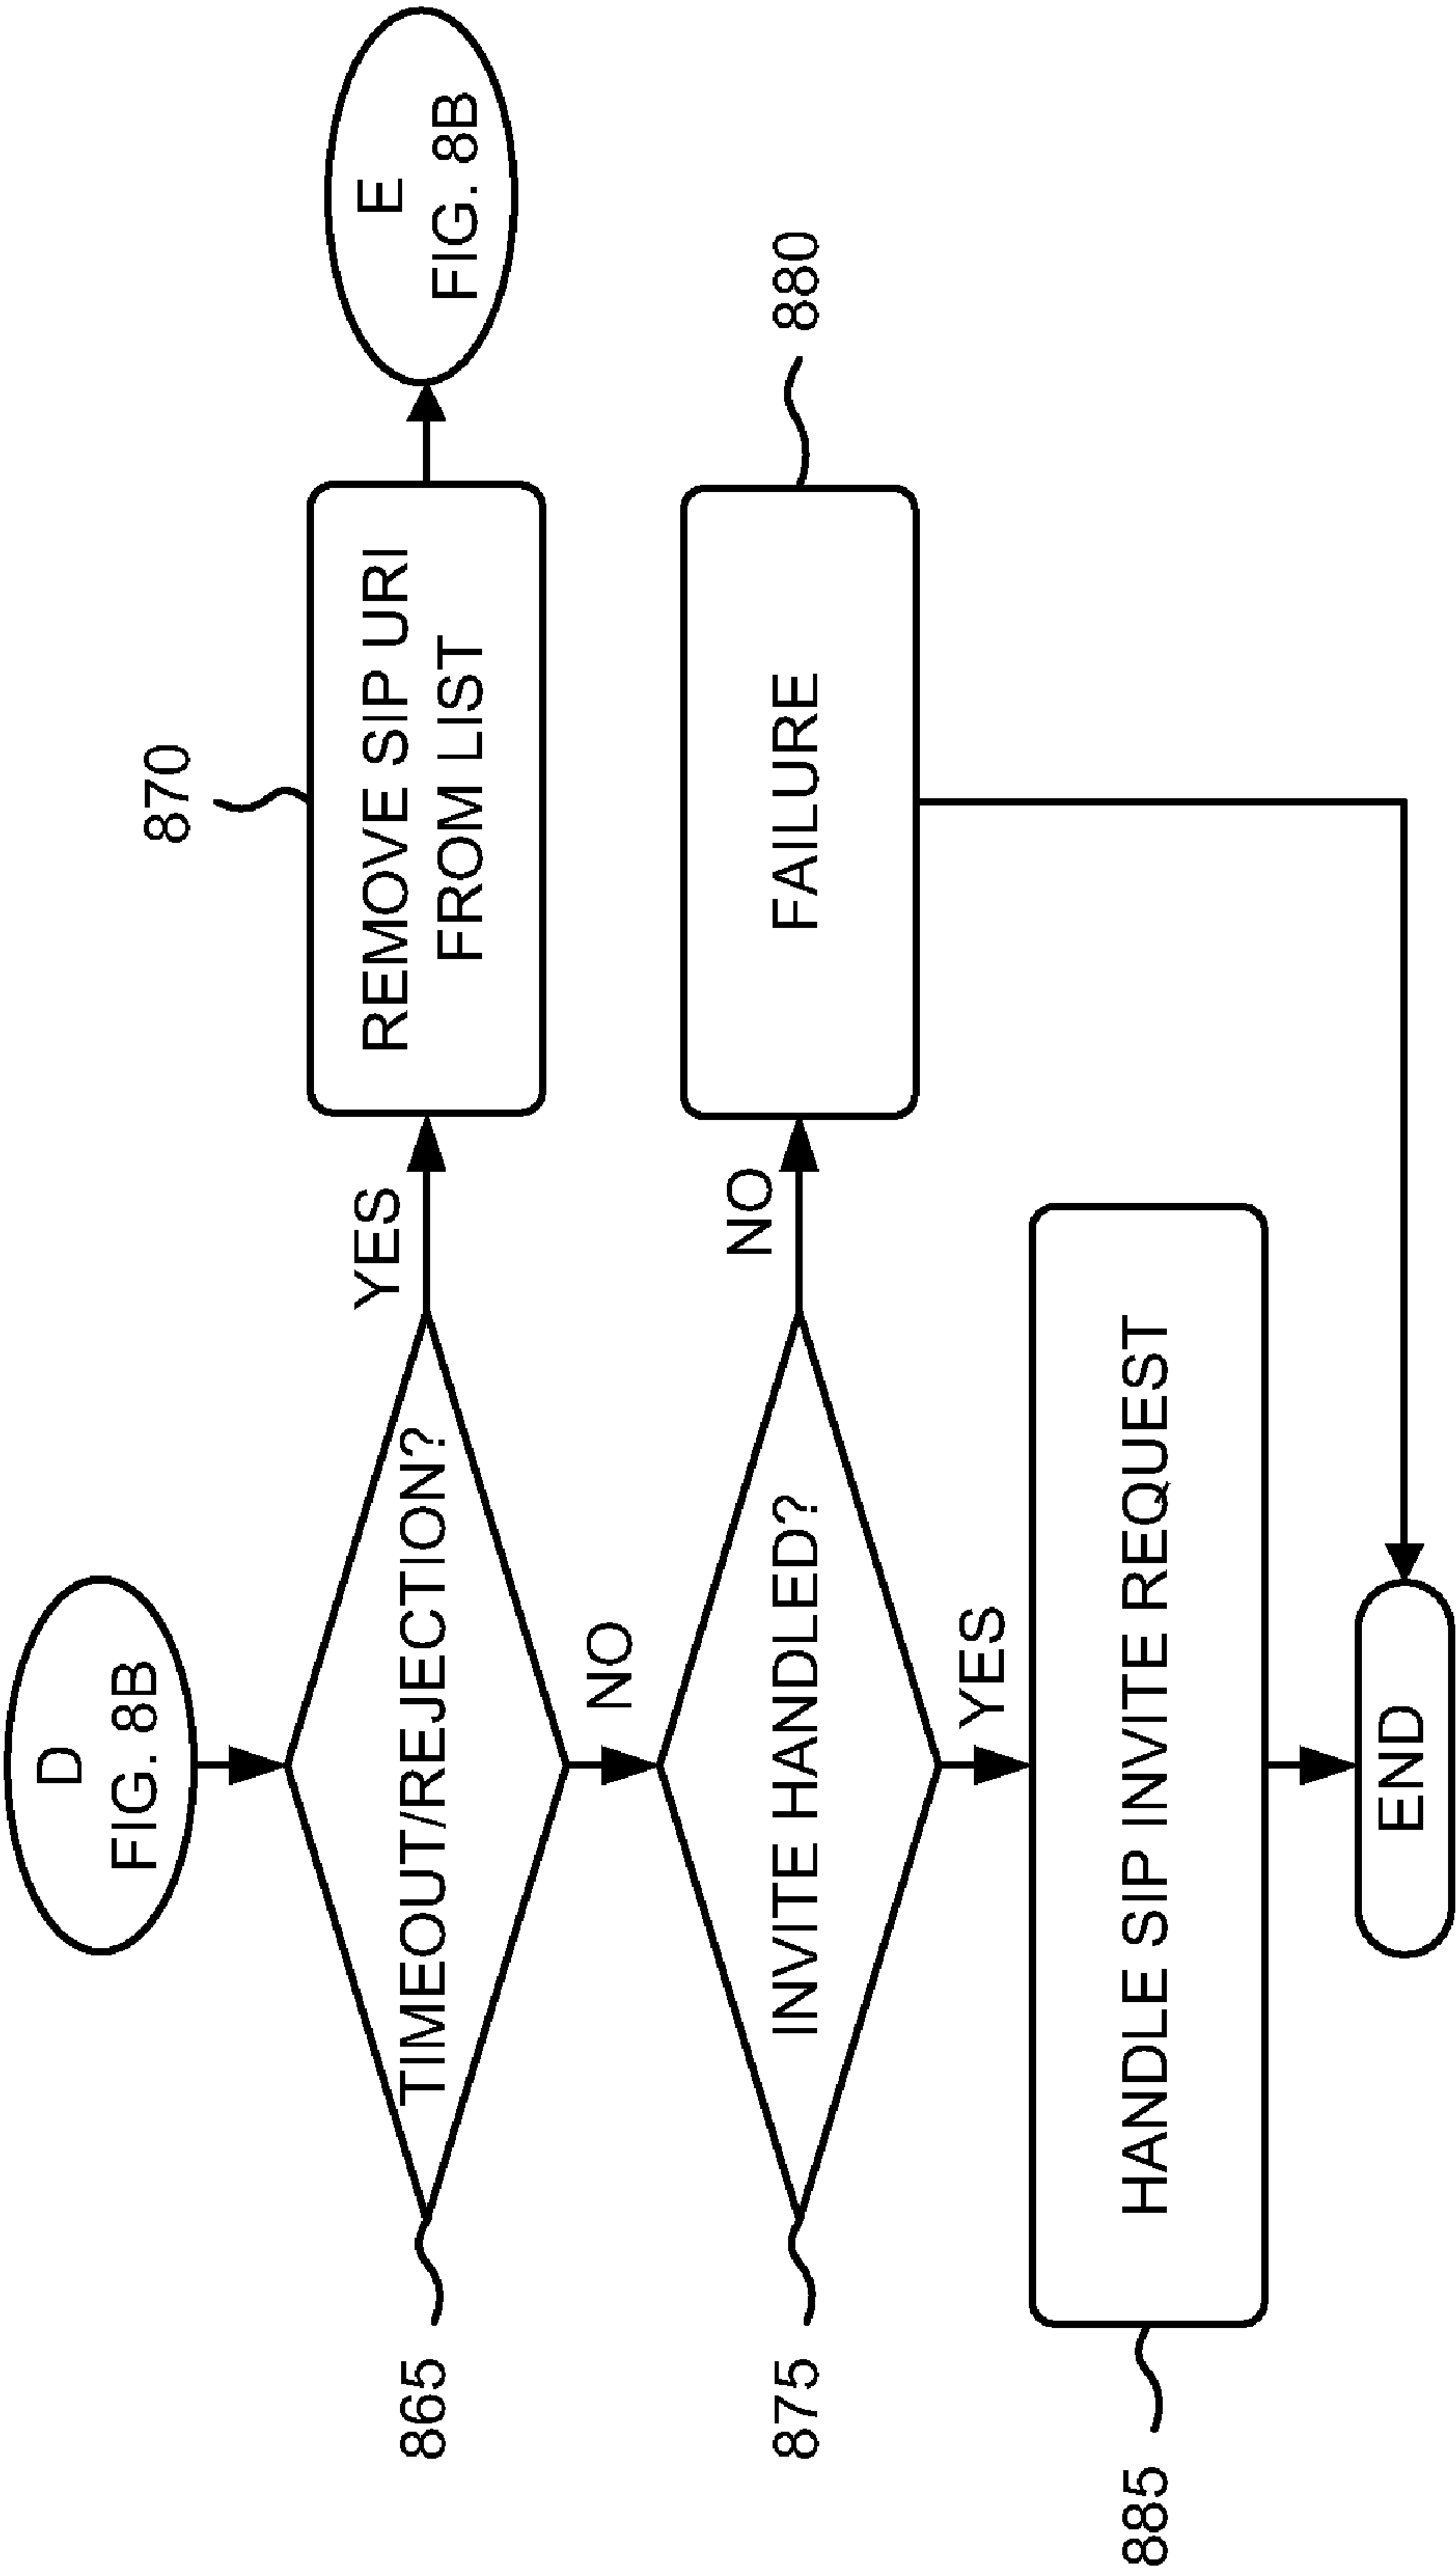 D
FIG. 8B
865
TIMEOUT/REJECTION?
YES
870
REMOVE SIP URI
FROM LIST
E
FIG. 8B
NO
875
INVITE HANDLED?
NO
FAILURE
880
YES
885
HANDLE SIP INVITE REQUEST
END